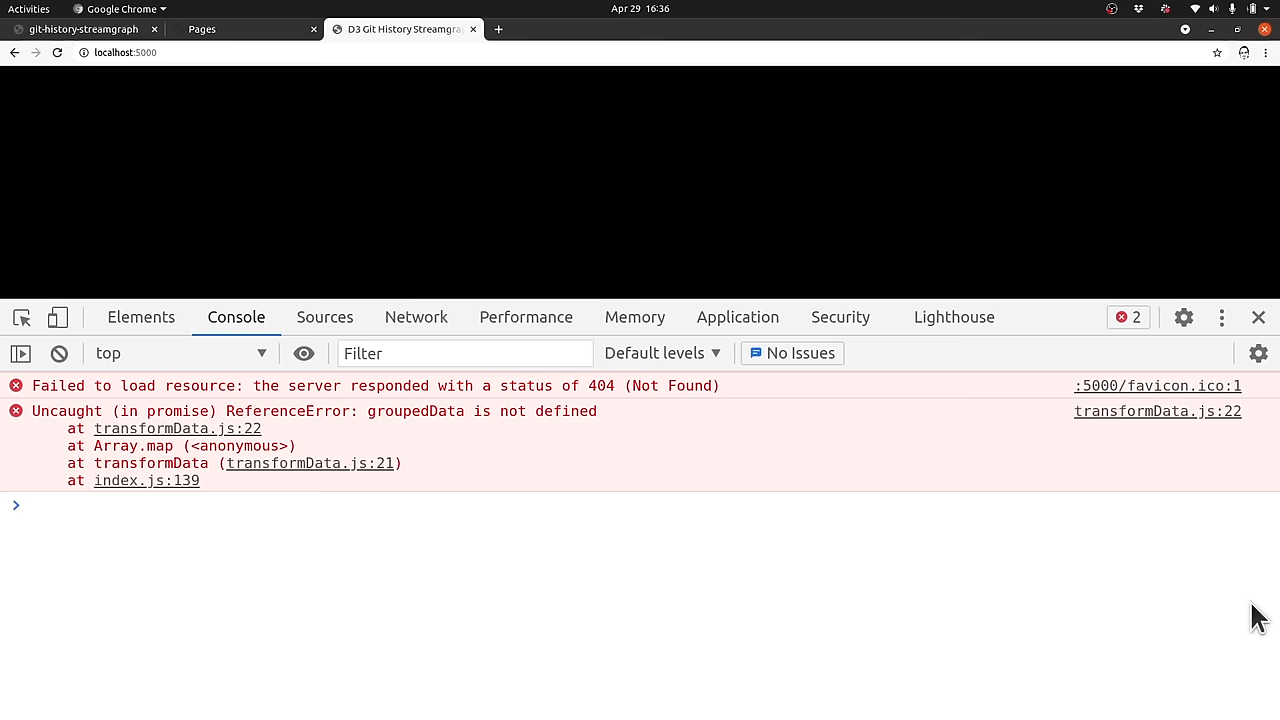 Activities Google Chrome Apr 29 16:36
git-history-streamgraph Pages D3 Git History Streamgra
localhost:5000
Elements Console Sources Network Performance Memory Application Security Lighthouse 2
top Filter Default levels No Issues
Failed to load resource: the server responded with a status of 404 (Not Found) :5000/favicon.ico:1
Uncaught (in promise) ReferenceError: groupedData is not defined transformData.js:22
at transformData.js:22
at Array.map (<anonymous>)
at transformData (transformData.js:21)
at index.js:139